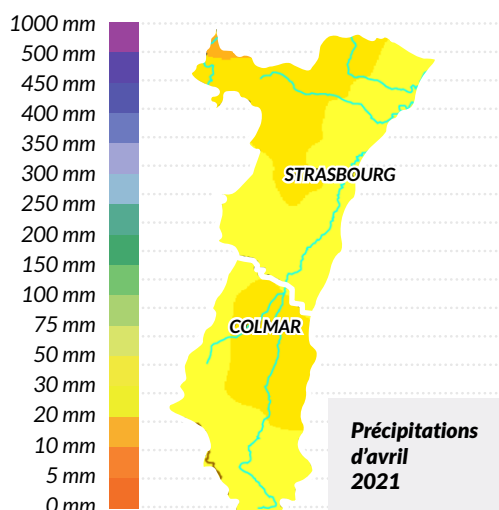 1000 mm
500 mm
450 mm
400 mm
350 mm
300 mm
250 mm
200 mm
150 mm
100 mm
75 mm
50 mm
30 mm
20 mm
10 mm
5 mm
0 mm
STRASBOURG
COLMAR
Précipitations
d'avril
2021